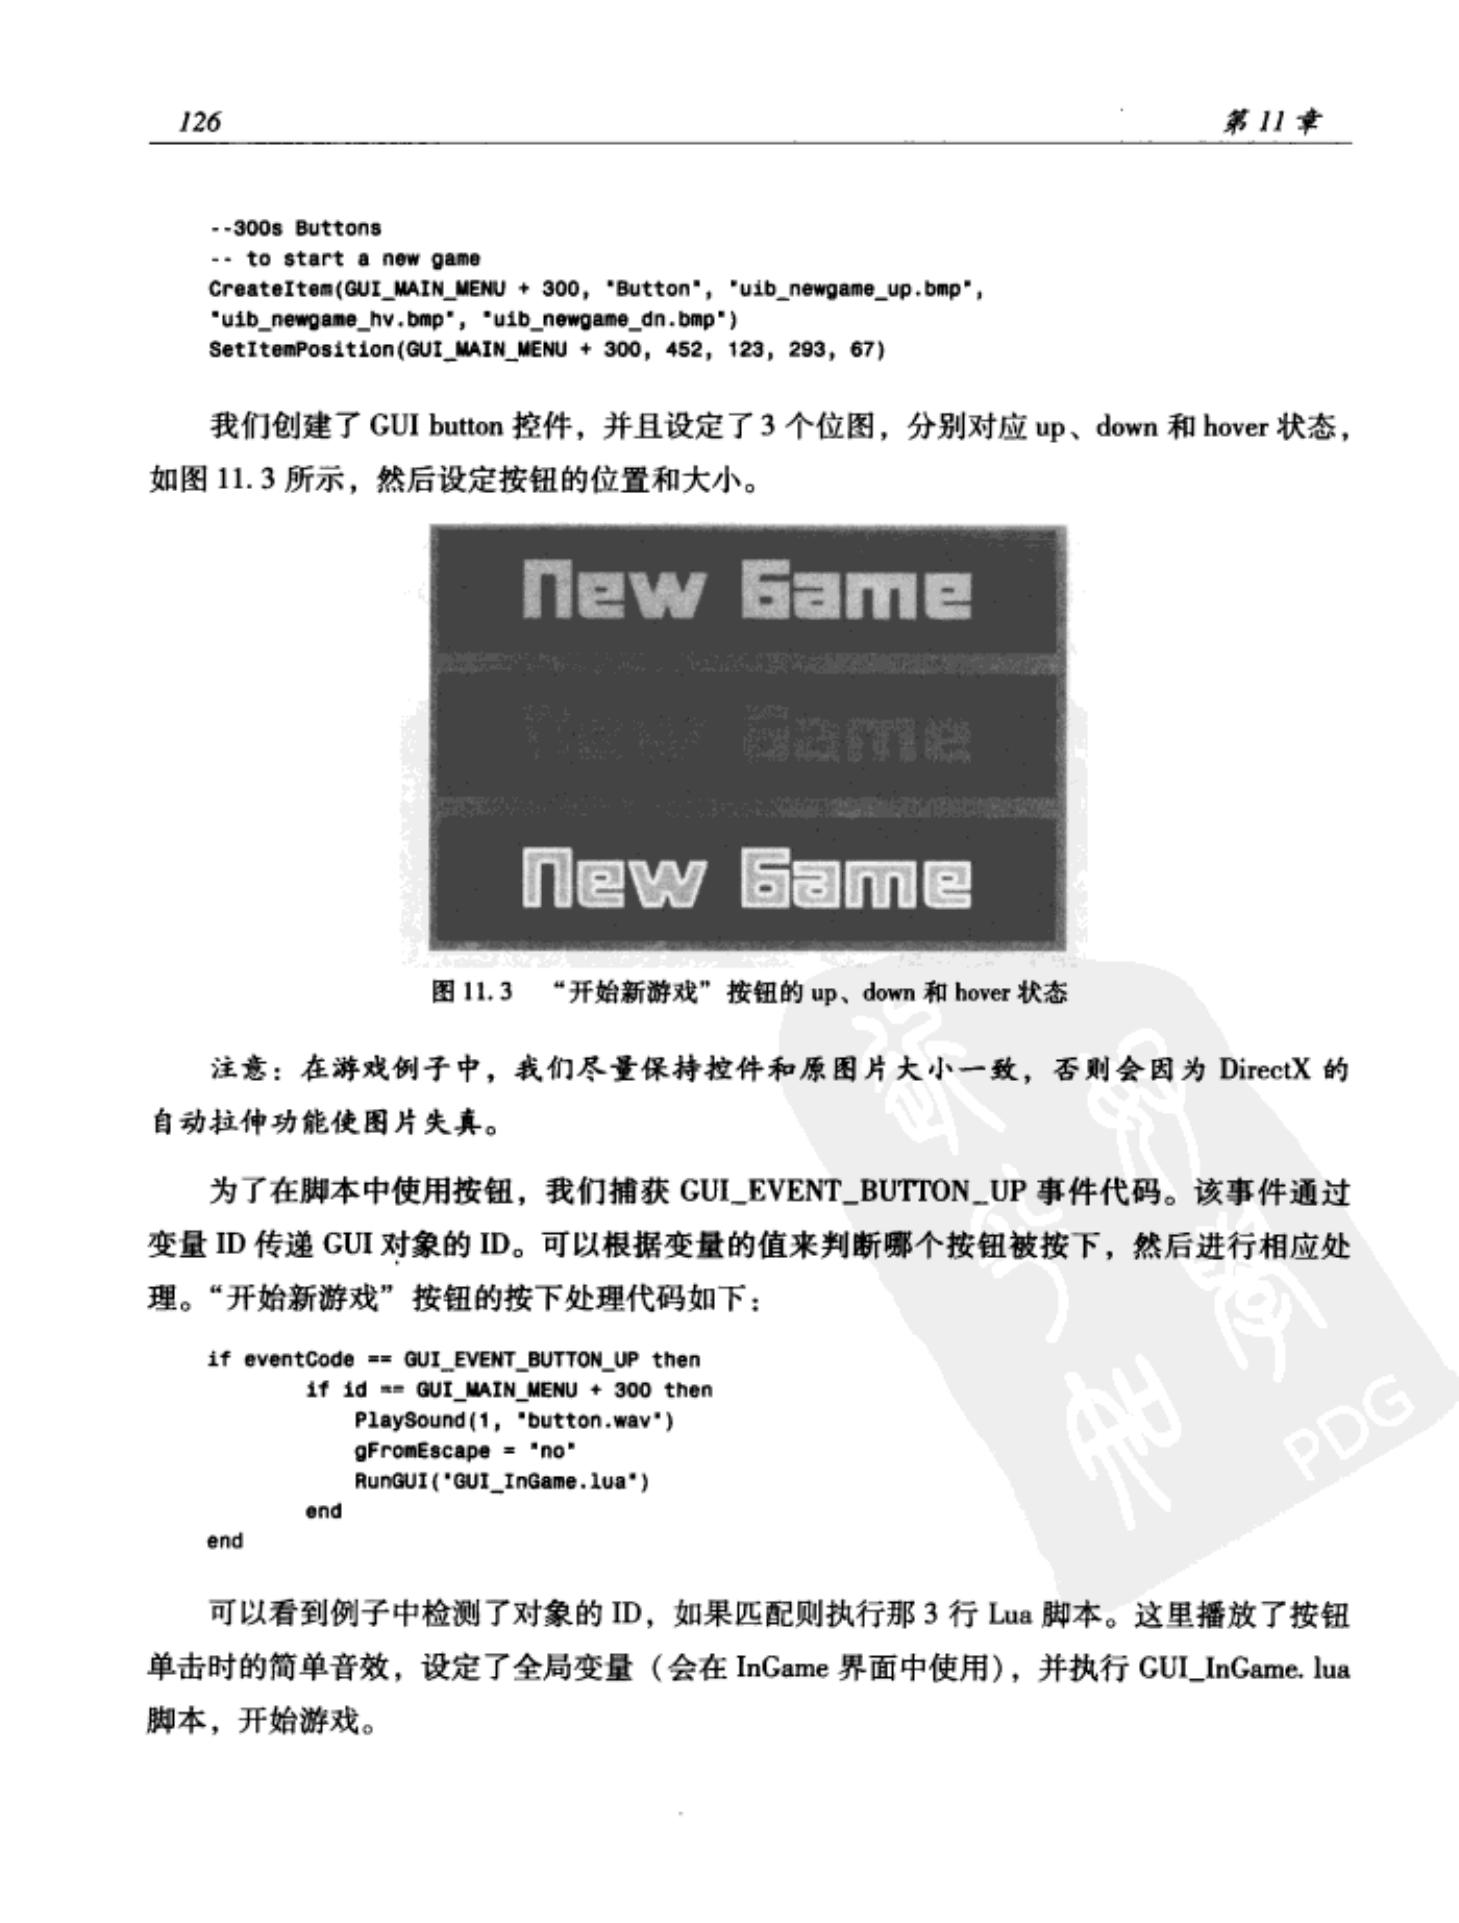 126 第 11 章
--300s Buttons
-- to start a new game
CreateItem(GUI_MAIN_MENU + 300, "Button", "uib_newgame_up.bmp",
"uib_newgame_hv.bmp", "uib_newgame_dn.bmp")
SetItemPosition(GUI_MAIN_MENU + 300, 452, 123, 293, 67)
我们创建了 GUI button 控件，并且设定了 3 个位图，分别对应 up、down 和 hover 状态，
如图 11.3 所示，然后设定按钮的位置和大小。
New Game
New Game
New Game
图 11.3 “开始新游戏”按钮的 up、down 和 hover 状态
注意：在游戏例子中，我们尽量保持控件和原图片大小一致，否则会因为 DirectX 的
自动拉伸功能使图片失真。
为了在脚本中使用按钮，我们捕获 GUI_EVENT_BUTTON_UP 事件代码。该事件通过
变量 ID 传递 GUI 对象的 ID。可以根据变量的值来判断哪个按钮被按下，然后进行相应处
理。“开始新游戏”按钮的按下处理代码如下：
if eventCode == GUI_EVENT_BUTTON_UP then
if id == GUI_MAIN_MENU + 300 then
PlaySound(1, "button.wav")
gFromEscape = "no"
RunGUI("GUI_InGame.lua")
end
end
可以看到例子中检测了对象的 ID，如果匹配则执行那 3 行 Lua 脚本。这里播放了按钮
单击时的简单音效，设定了全局变量（会在 InGame 界面中使用），并执行 GUI_InGame.lua
脚本，开始游戏。
PDG